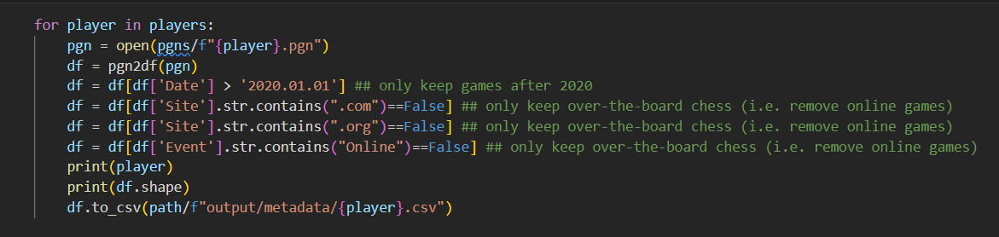 for player in players:
    pgn = open(pgns/f"{player}.pgn")
    df = pgn2df(pgn)
    df = df[df['Date'] > '2020.01.01'] ## only keep games after 2020
    df = df[df['Site'].str.contains(".com")==False] ## only keep over-the-board chess (i.e. remove online games)
    df = df[df['Site'].str.contains(".org")==False] ## only keep over-the-board chess (i.e. remove online games)
    df = df[df['Event'].str.contains("Online")==False] ## only keep over-the-board chess (i.e. remove online games)
    print(player)
    print(df.shape)
    df.to_csv(path/f"output/metadata/{player}.csv")